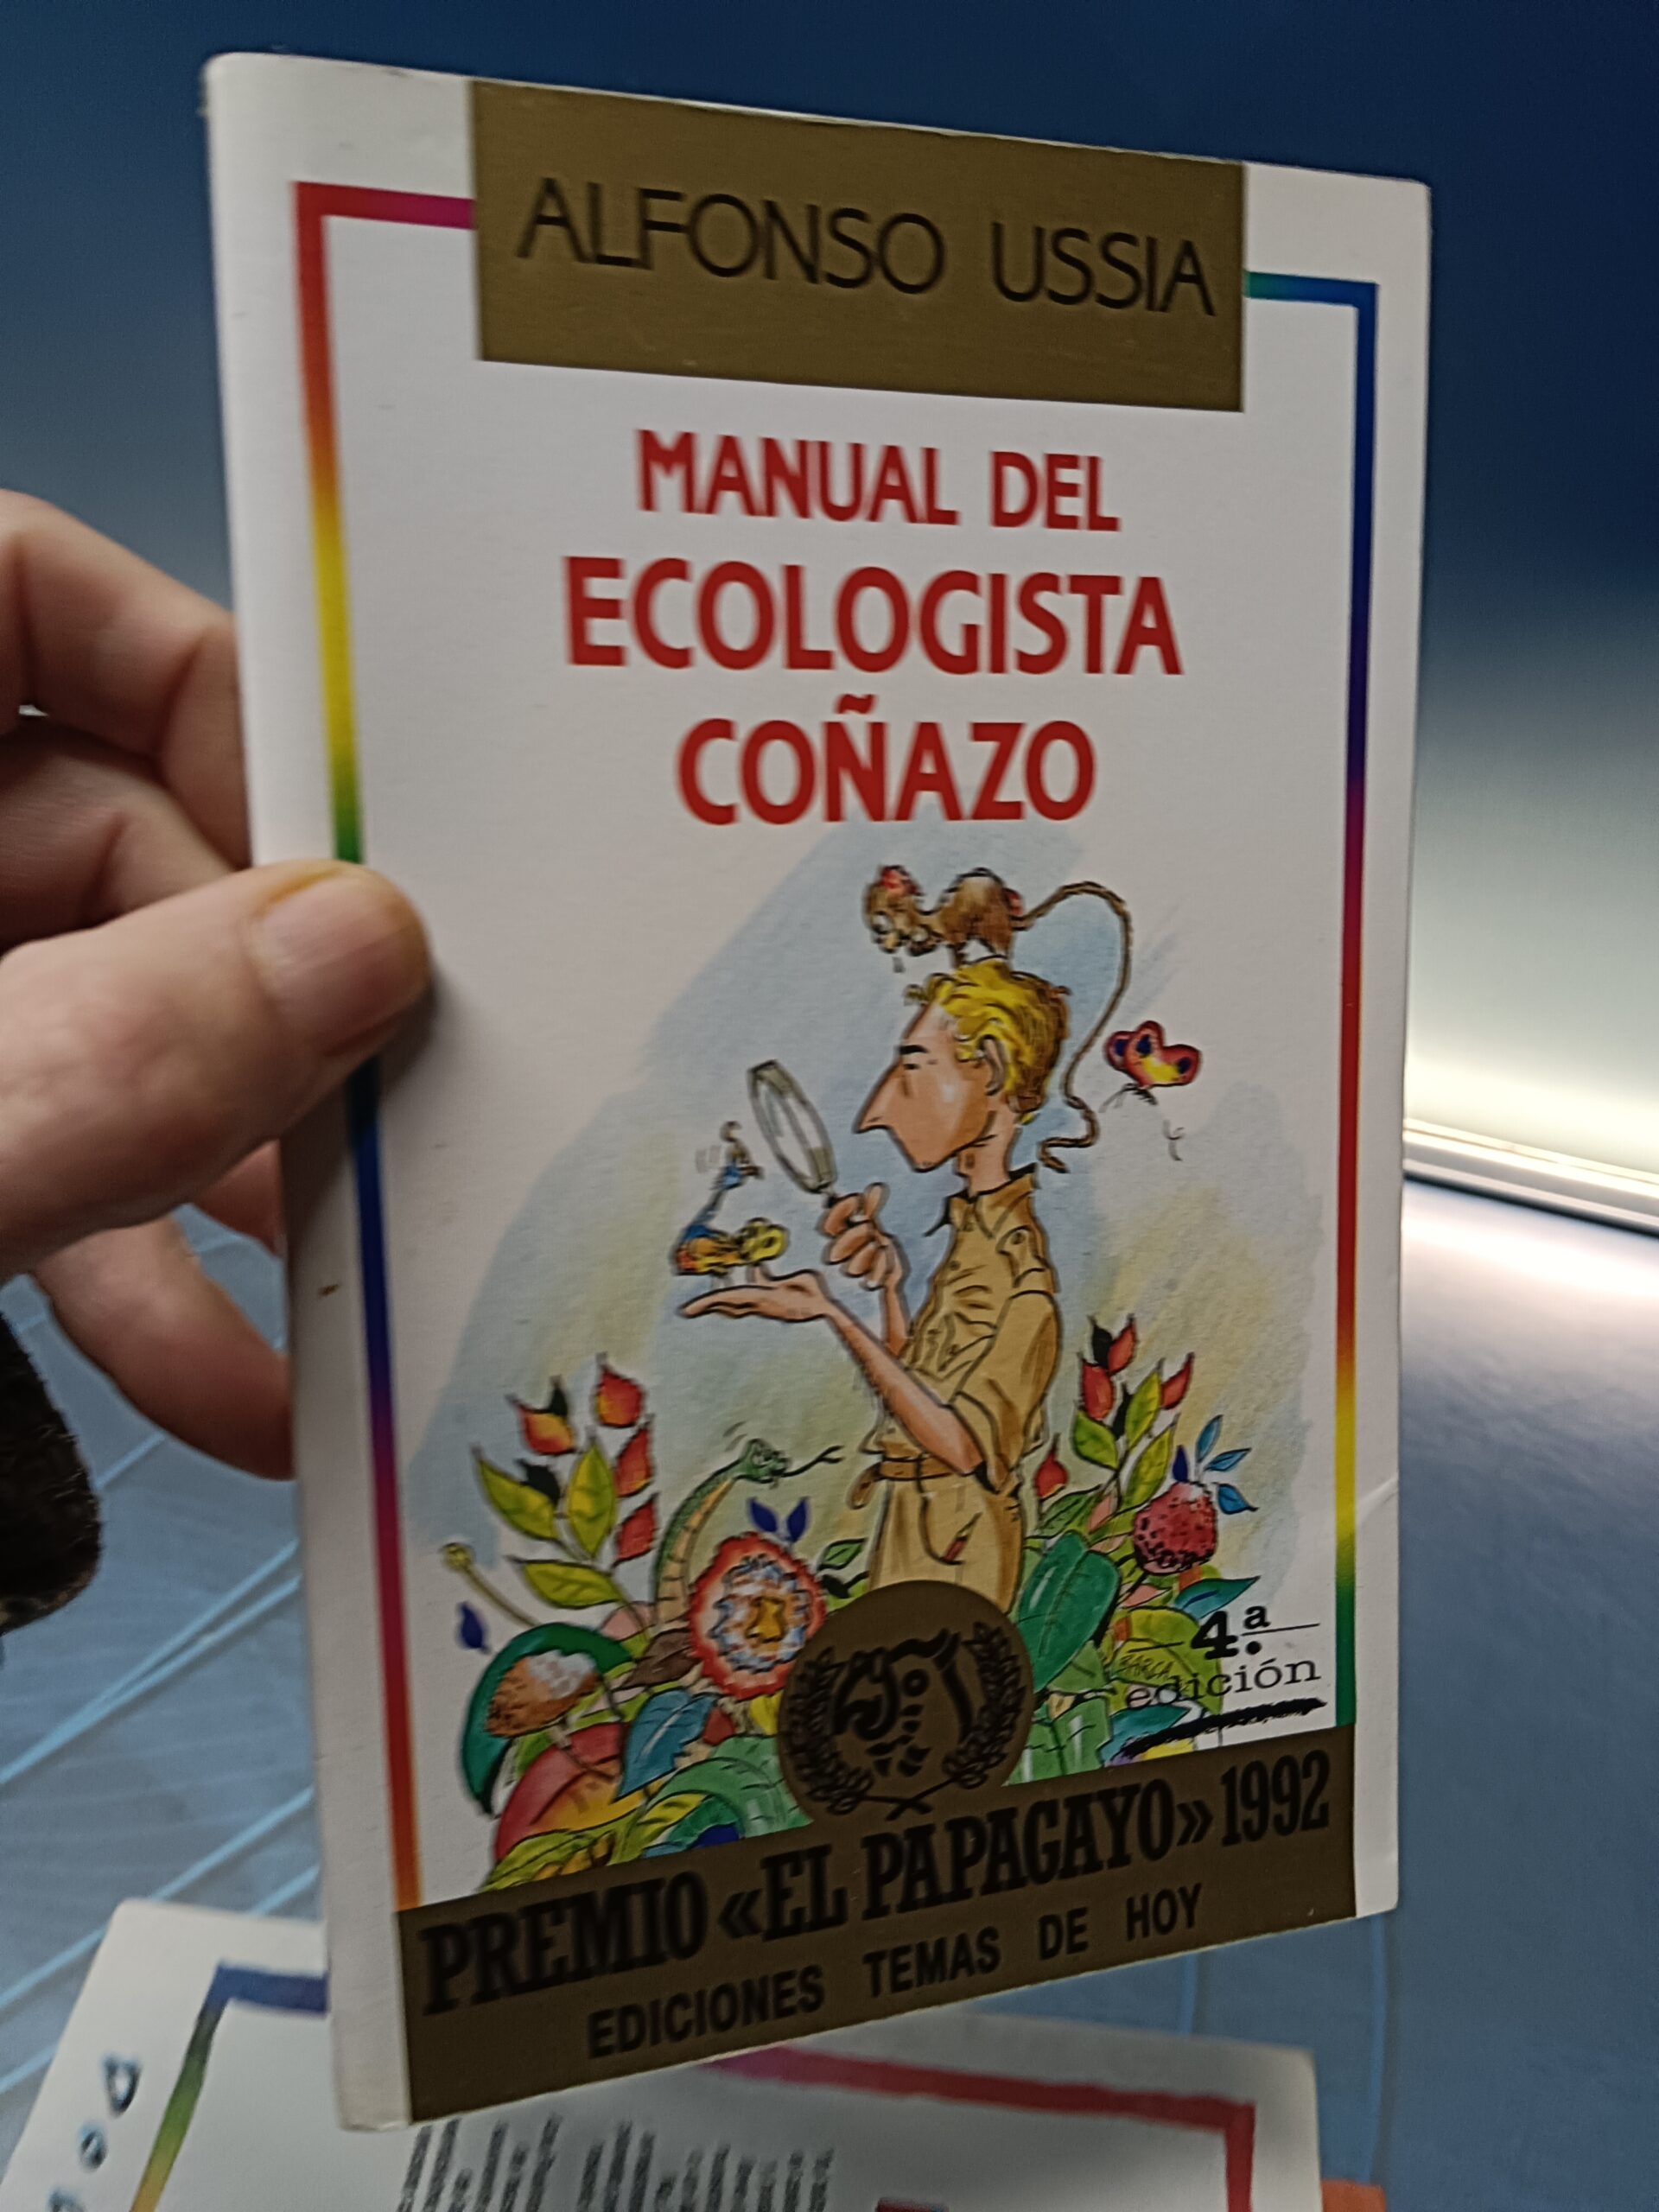 ALFONSO USSIA
MANUAL DEL
ECOLOGISTA
COÑAZO
4.ª
edición
PREMIO «EL PAPAGAYO» 1992
EDICIONES TEMAS DE HOY